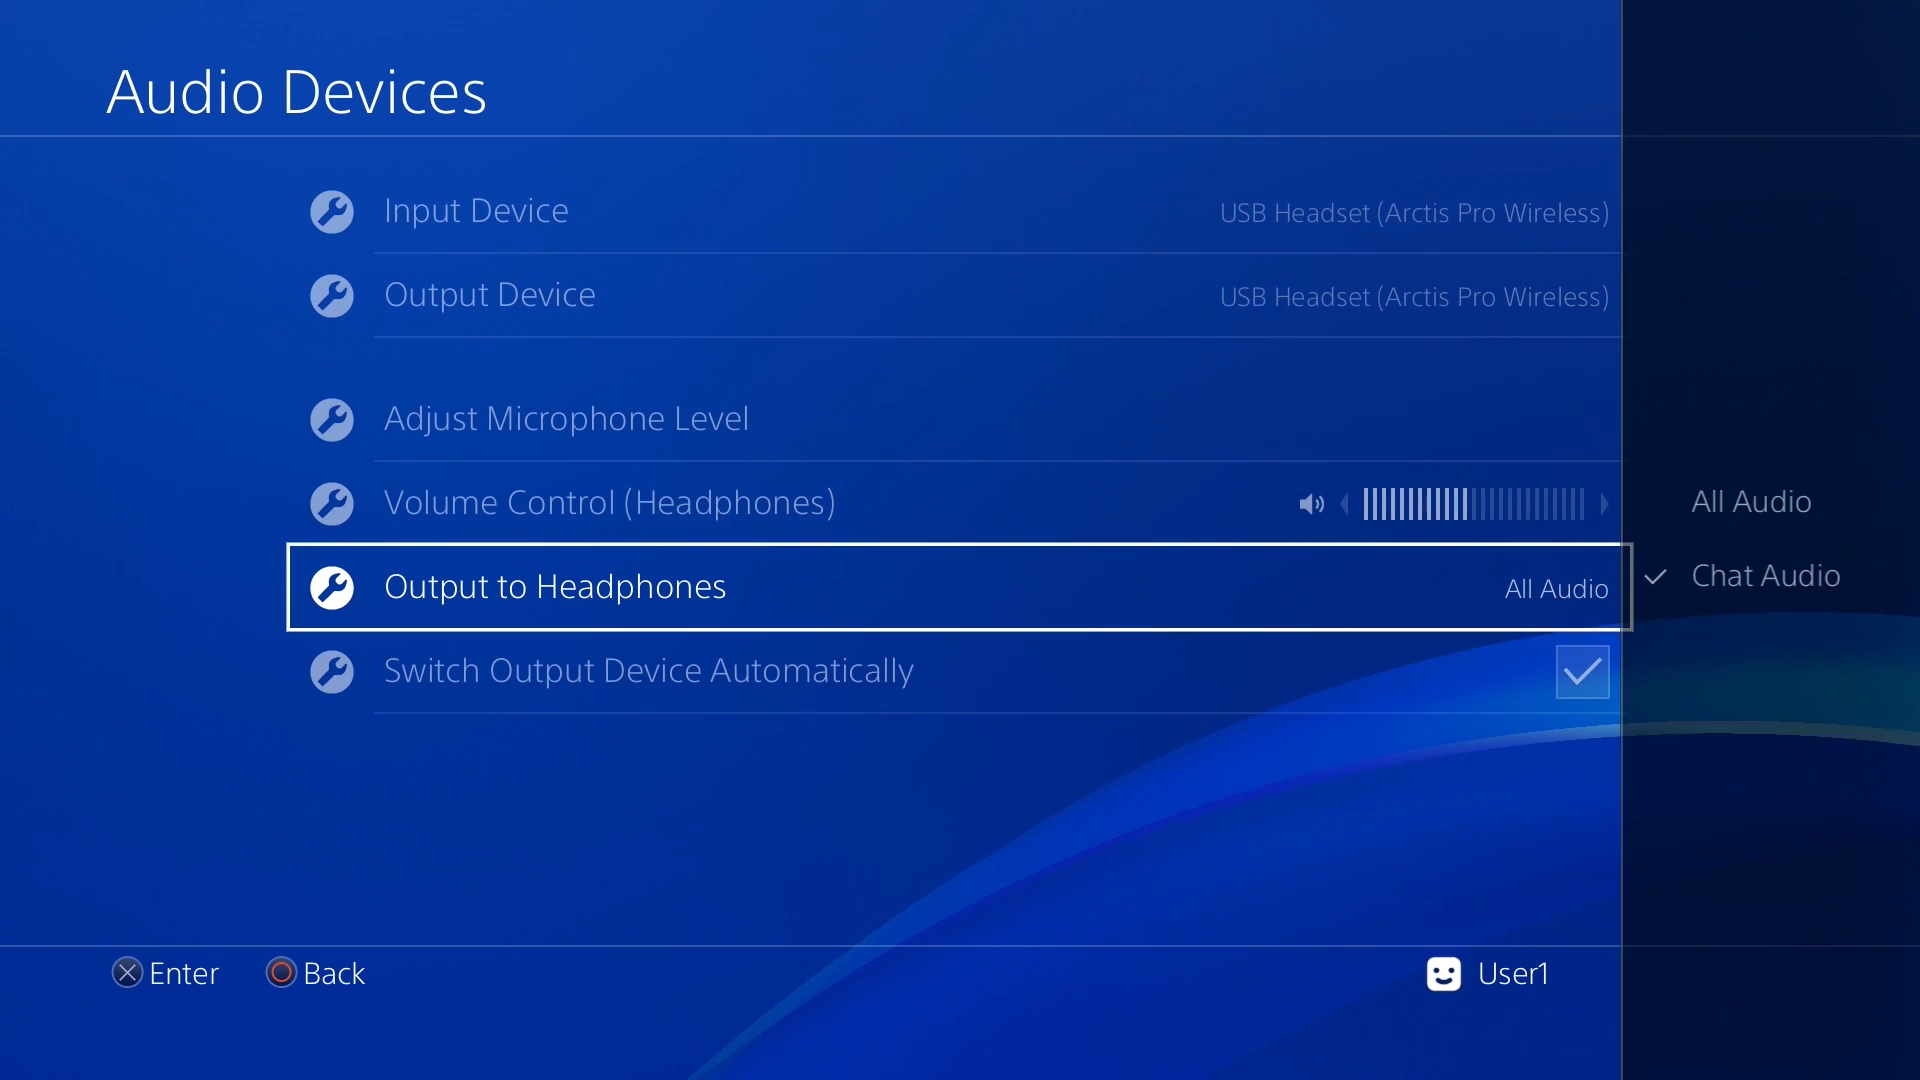 Audio Devices
Input Device USB Headset (Arctis Pro Wireless)
Output Device USB Headset (Arctis Pro Wireless)
Adjust Microphone Level
Volume Control (Headphones)
Output to Headphones All Audio
Switch Output Device Automatically
All Audio
Chat Audio
Enter Back User1